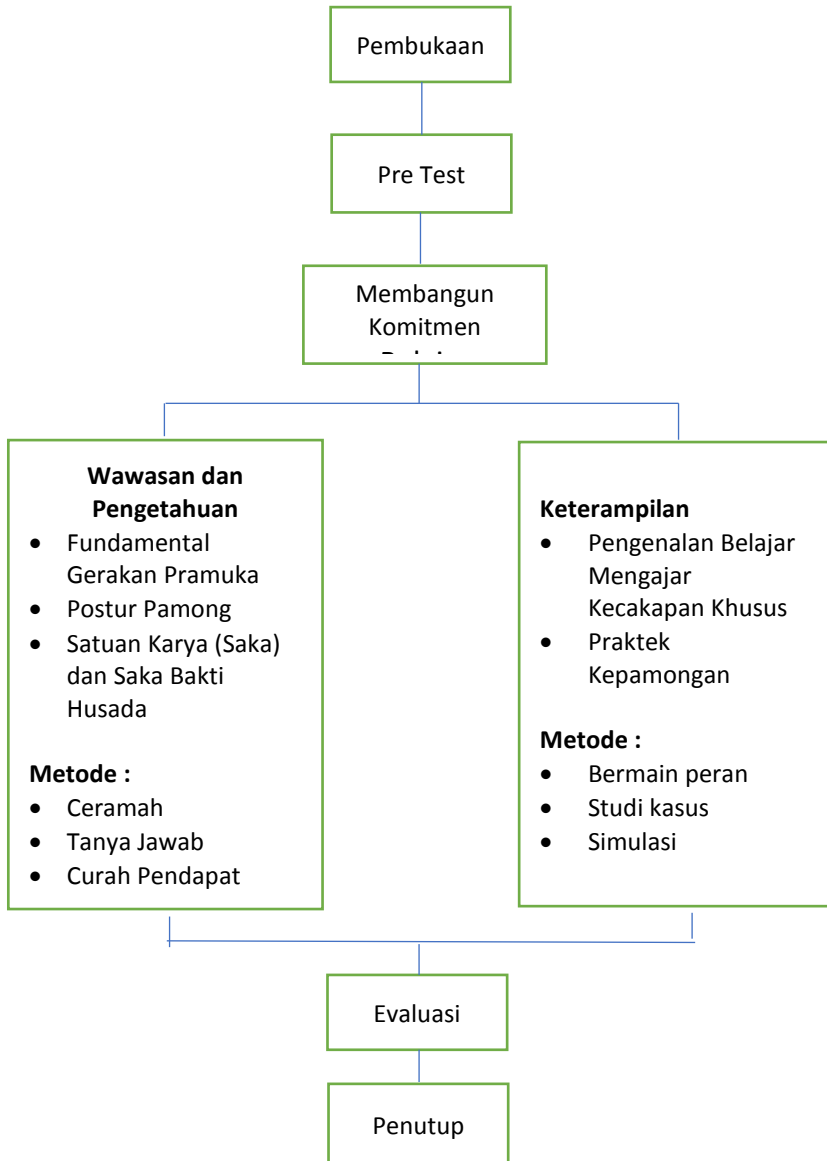 Pembukaan
Pre Test
Membangun
Komitmen
Wawasan dan
Pengetahuan
• Fundamental
Gerakan Pramuka
• Postur Pamong
• Satuan Karya (Saka)
dan Saka Bakti
Husada
Metode :
• Ceramah
• Tanya Jawab
• Curah Pendapat
Keterampilan
• Pengenalan Belajar
Mengajar
Kecakapan Khusus
• Praktek
Kepamongan
Metode :
• Bermain peran
• Studi kasus
• Simulasi
Evaluasi
Penutup